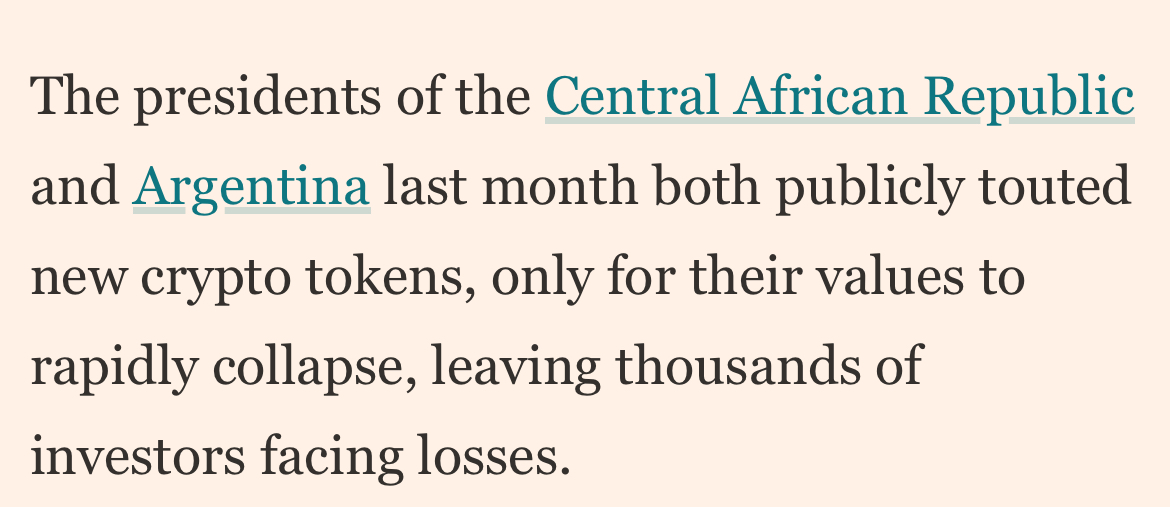 The presidents of the Central African Republic
and Argentina last month both publicly touted
new crypto tokens, only for their values to
rapidly collapse, leaving thousands of
investors facing losses.